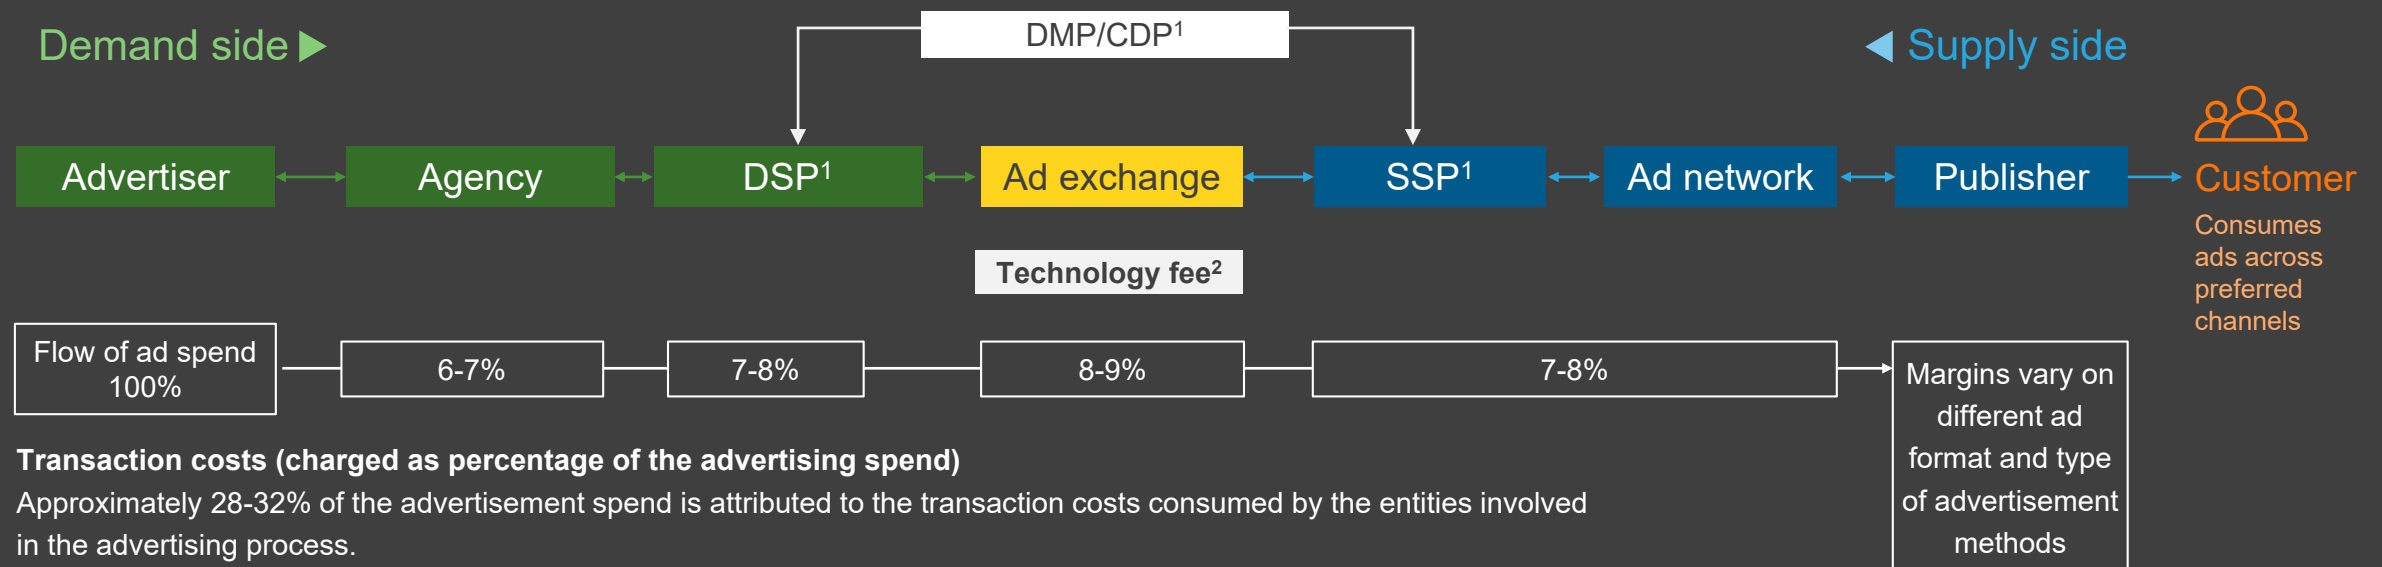 DMP/CDP¹
Demand side
Supply side
Advertiser
Agency
DSP¹
Ad exchange
SSP¹
Ad network
Publisher
Customer
Consumes
ads across
preferred
channels
Technology fee²
Flow of ad spend
100%
6-7%
7-8%
8-9%
7-8%
Margins vary on
different ad
format and type
of advertisement
methods
Transaction costs (charged as percentage of the advertising spend)
Approximately 28-32% of the advertisement spend is attributed to the transaction costs consumed by the entities involved
in the advertising process.